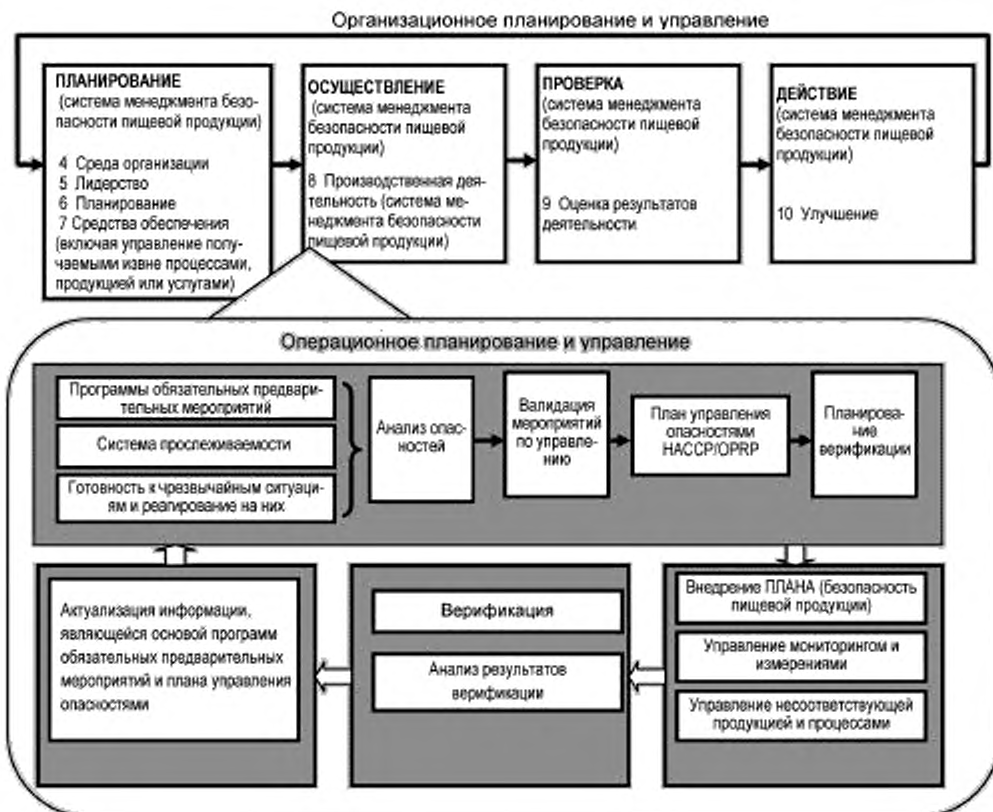 Организационное планирование и управление
ПЛАНИРОВАНИЕ
(система менеджмента безо-
пасности пищевой продукции)
4 Среда организации
5 Лидерство
6 Планирование
7 Средства обеспечения
(включая управление полу-
чаемыми извне процессами,
продукцией или услугами)
ОСУЩЕСТВЛЕНИЕ
(система менеджмента
безопасности пищевой
продукции)
8 Производственная дея-
тельность (система ме-
неджмента безопасности
пищевой продукции)
ПРОВЕРКА
(система менеджмента
безопасности пищевой
продукции)
9 Оценка результатов
деятельности
ДЕЙСТВИЕ
(система менеджмента
безопасности пищевой
продукции)
10 Улучшение
Операционное планирование и управление
Программы обязательных предвари-
тельных мероприятий
Система прослеживаемости
Готовность к чрезвычайным ситуаци-
ям и реагирование на них
Анализ опас-
ностей
Валидация
мероприятий
по управле-
нию
План управления
опасностями
HACCP/OPRP
Планирова-
ние
верификации
Актуализация информации,
являющейся основой программ
обязательных предварительных
мероприятий и плана управления
опасностями
Верификация
Анализ результатов
верификации
Внедрение ПЛАНА (безопасность
пищевой продукции)
Управление мониторингом и
измерениями
Управление несоответствующей
продукцией и процессами